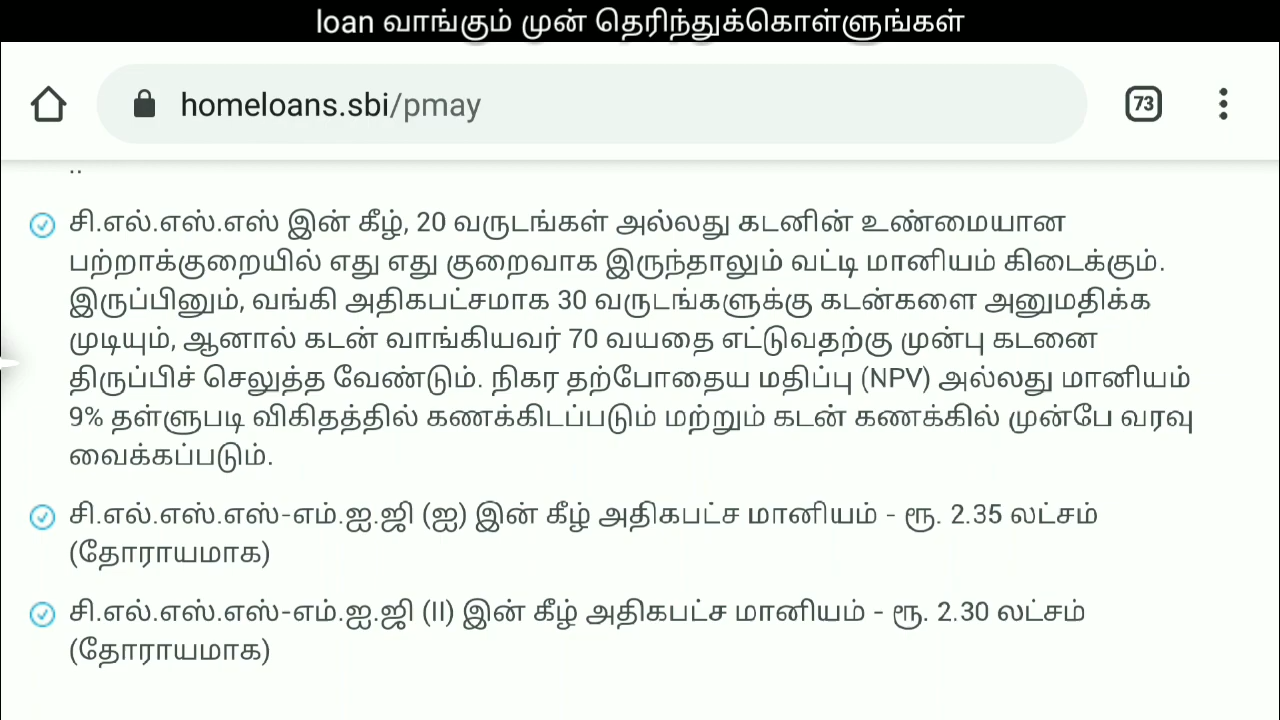 loan வாங்கும் முன் தெரிந்துக்கொள்ளுங்கள்
homeloans.sbi/pmay
73
சி.எல்.எஸ்.எஸ் இன் கீழ், 20 வருடங்கள் அல்லது கடனின் உண்மையான
பற்றாக்குறையில் எது எது குறைவாக இருந்தாலும் வட்டி மானியம் கிடைக்கும்.
இருப்பினும், வங்கி அதிகபட்சமாக 30 வருடங்களுக்கு கடன்களை அனுமதிக்க
முடியும், ஆனால் கடன் வாங்கியவர் 70 வயதை எட்டுவதற்கு முன்பு கடனை
திருப்பிச் செலுத்த வேண்டும். நிகர தற்போதைய மதிப்பு (NPV) அல்லது மானியம்
9% தள்ளுபடி விகிதத்தில் கணக்கிடப்படும் மற்றும் கடன் கணக்கில் முன்பே வரவு
வைக்கப்படும்.
சி.எல்.எஸ்.எஸ்-எம்.ஐ.ஜி (ஐ) இன் கீழ் அதிகபட்ச மானியம் - ரூ. 2.35 லட்சம்
(தோராயமாக)
சி.எல்.எஸ்.எஸ்-எம்.ஐ.ஜி (II) இன் கீழ் அதிகபட்ச மானியம் - ரூ. 2.30 லட்சம்
(தோராயமாக)